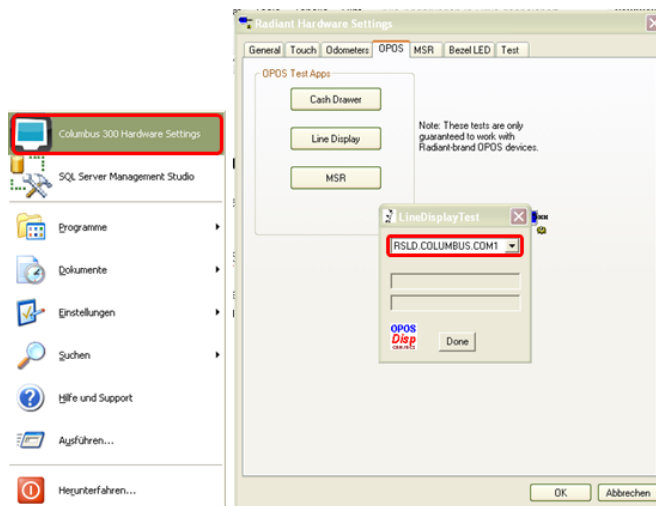 Columbus 300 Hardware Settings
SQL Server Management Studio
Programme
Dokumente
Einstellungen
Suchen
Hilfe und Support
Ausführen...
Herunterfahren...
Radiant Hardware Settings
General Touch Odometers OPOS MSR Bezel LED Test
OPOS Test Apps
Cash Drawer
Line Display
MSR
Note: These tests are only
guaranteed to work with
Radiant-brand OPOS devices.
LineDisplayTest
RSLD.COLUMBUS.COM1
OPOS
Disp
Done
OK Abbrechen